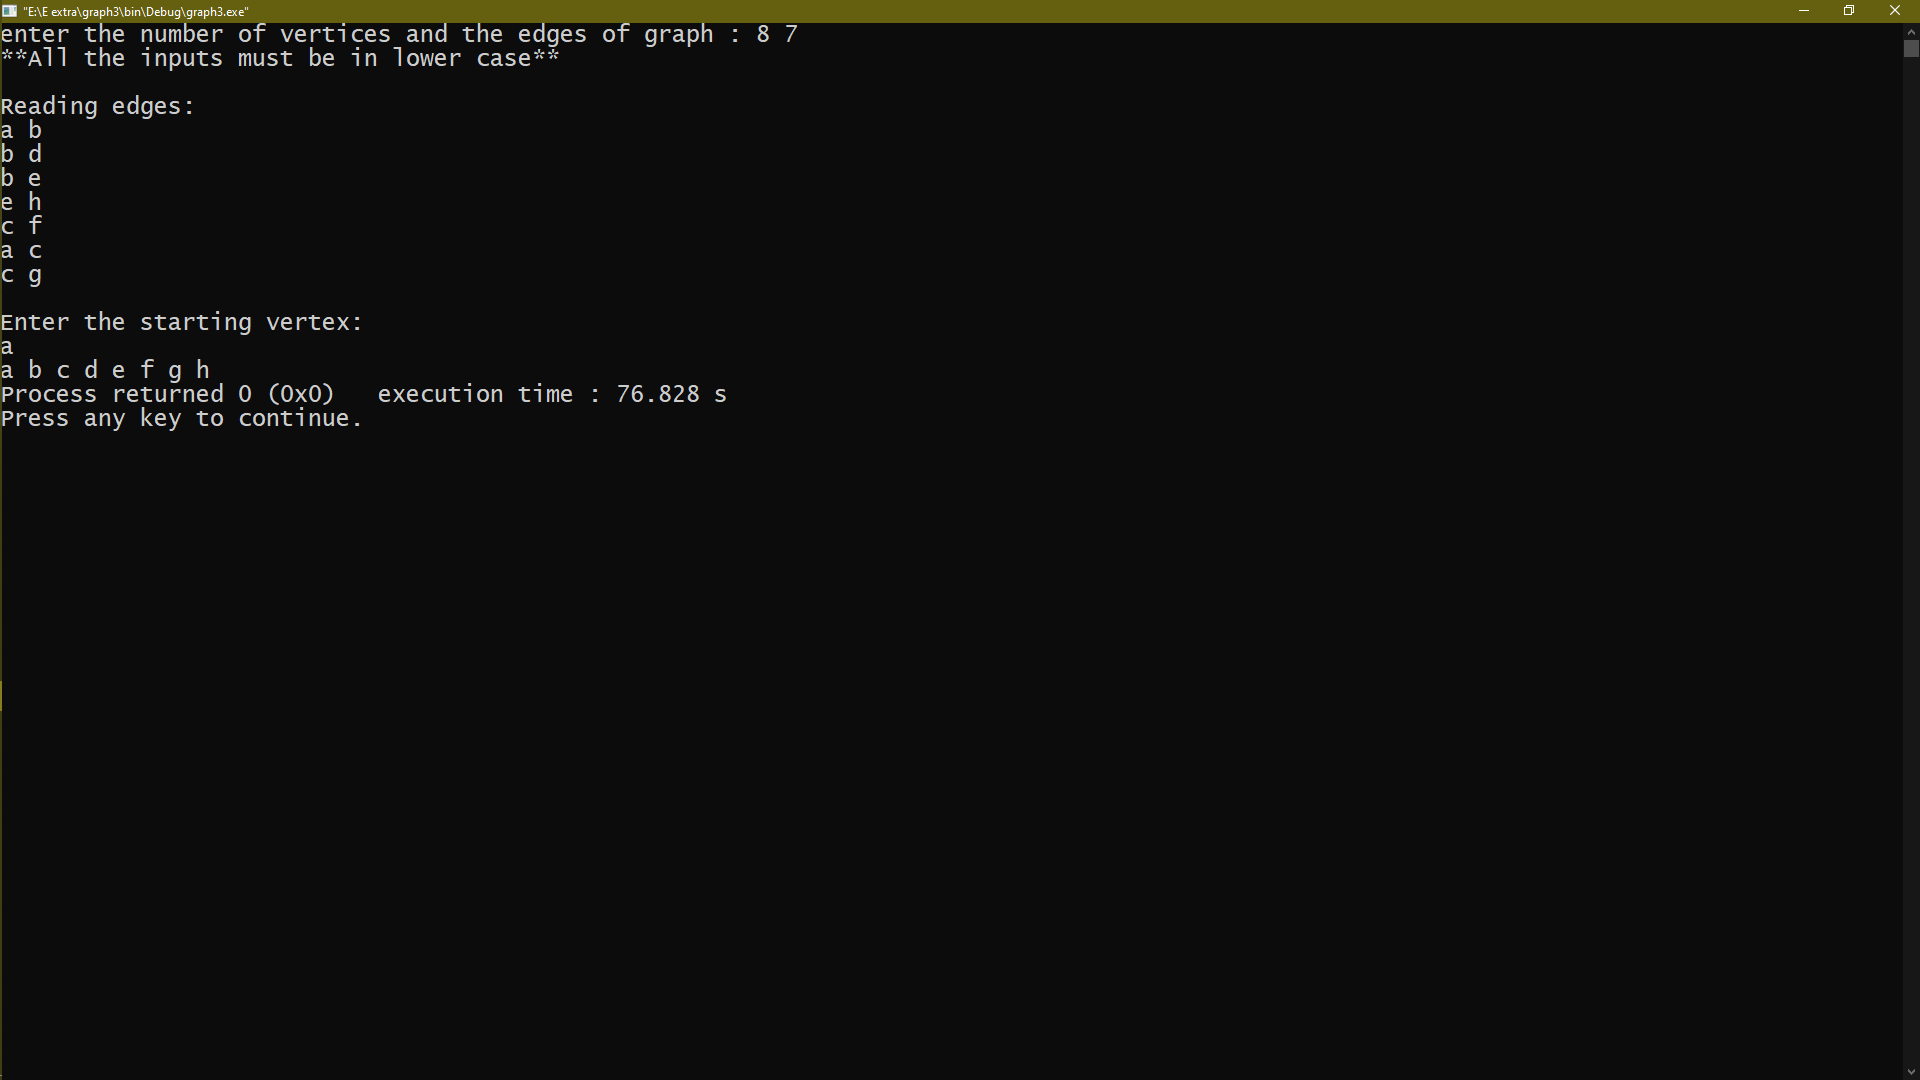 "E:\E extra\graph3\bin\Debug\graph3.exe"
enter the number of vertices and the edges of graph : 8 7
**All the inputs must be in lower case**
Reading edges:
a b
b d
b e
e h
c f
a c
c g
Enter the starting vertex:
a
a b c d e f g h
Process returned 0 (0x0)   execution time : 76.828 s
Press any key to continue.